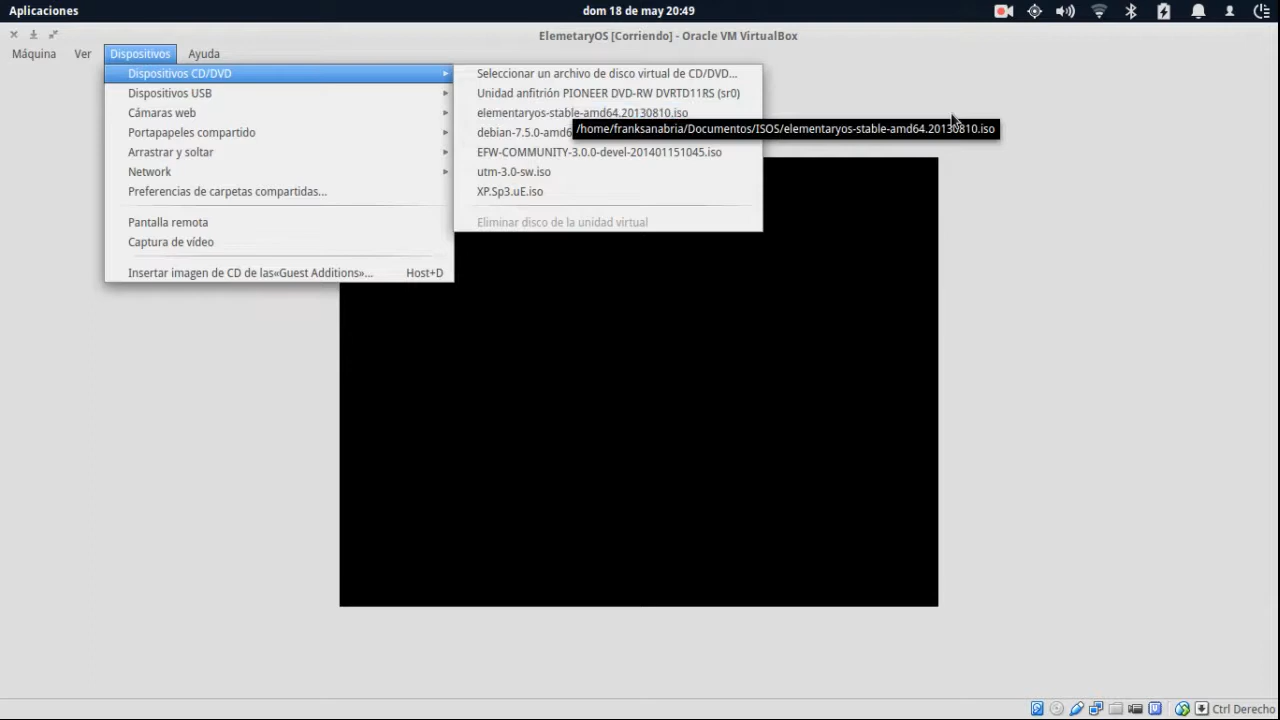 Aplicaciones
dom 18 de may 20:49
ElemetaryOS [Corriendo] - Oracle VM VirtualBox
Máquina Ver Dispositivos Ayuda
Dispositivos CD/DVD
Dispositivos USB
Cámaras web
Portapapeles compartido
Arrastrar y soltar
Network
Preferencias de carpetas compartidas...
Pantalla remota
Captura de vídeo
Insertar imagen de CD de las«Guest Additions»... Host+D
Seleccionar un archivo de disco virtual de CD/DVD...
Unidad anfitrión PIONEER DVD-RW DVRTD11RS (sr0)
elementaryos-stable-amd64.20130810.iso
debian-7.5.0-amd6
/home/franksanabria/Documentos/ISOS/elementaryos-stable-amd64.20130810.iso
EFW-COMMUNITY-3.0.0-devel-201401151045.iso
utm-3.0-sw.iso
XP.Sp3.uE.iso
Eliminar disco de la unidad virtual
Ctrl Derecho